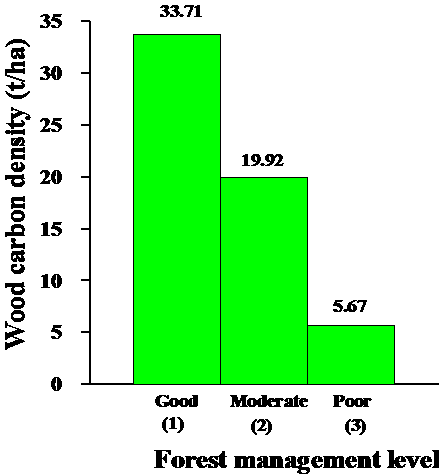 Wood carbon density (t/ha)
35
30
25
20
15
10
5
0
33.71
19.92
5.67
Good Moderate Poor
(1) (2) (3)
Forest management level